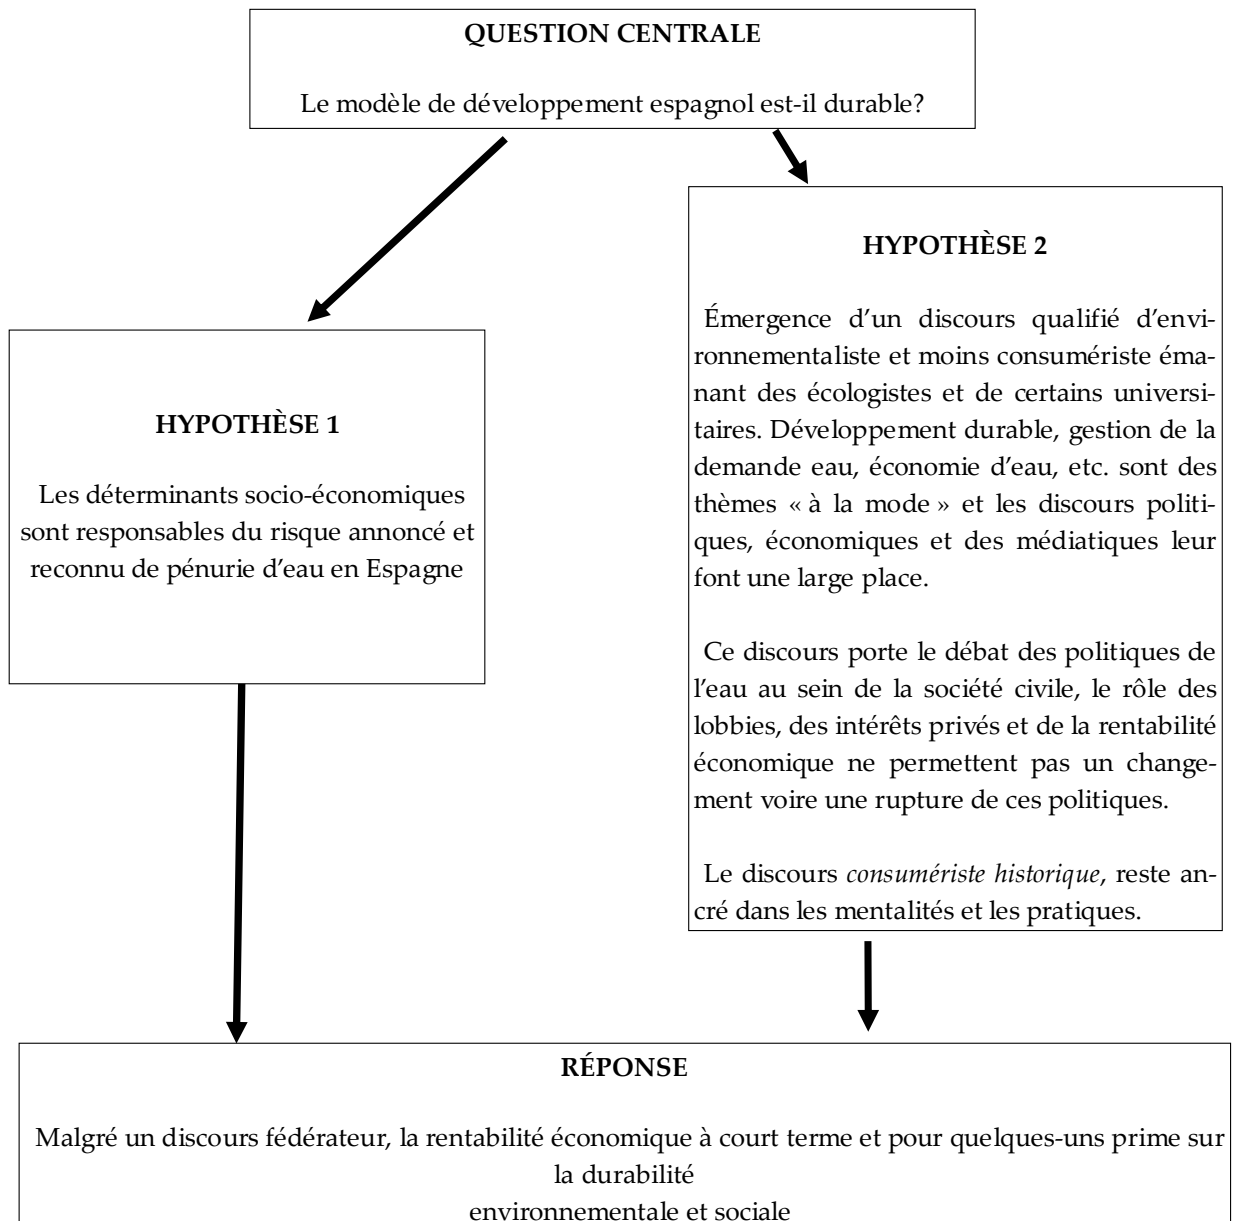 QUESTION CENTRALE
Le modèle de développement espagnol est-il durable?
HYPOTHÈSE 1
Les déterminants socio-économiques
sont responsables du risque annoncé et
reconnu de pénurie d'eau en Espagne
HYPOTHÈSE 2
Émergence d'un discours qualifié d'envi-
ronnementaliste et moins consumériste éma-
nant des écologistes et de certains universi-
taires. Développement durable, gestion de la
demande eau, économie d'eau, etc. sont des
thèmes « à la mode » et les discours politi-
ques, économiques et des médiatiques leur
font une large place.
Ce discours porte le débat des politiques de
l'eau au sein de la société civile, le rôle des
lobbies, des intérêts privés et de la rentabilité
économique ne permettent pas un change-
ment voire une rupture de ces politiques.
Le discours consumériste historique, reste an-
cré dans les mentalités et les pratiques.
RÉPONSE
Malgré un discours fédérateur, la rentabilité économique à court terme et pour quelques-uns prime sur
la durabilité
environnementale et sociale